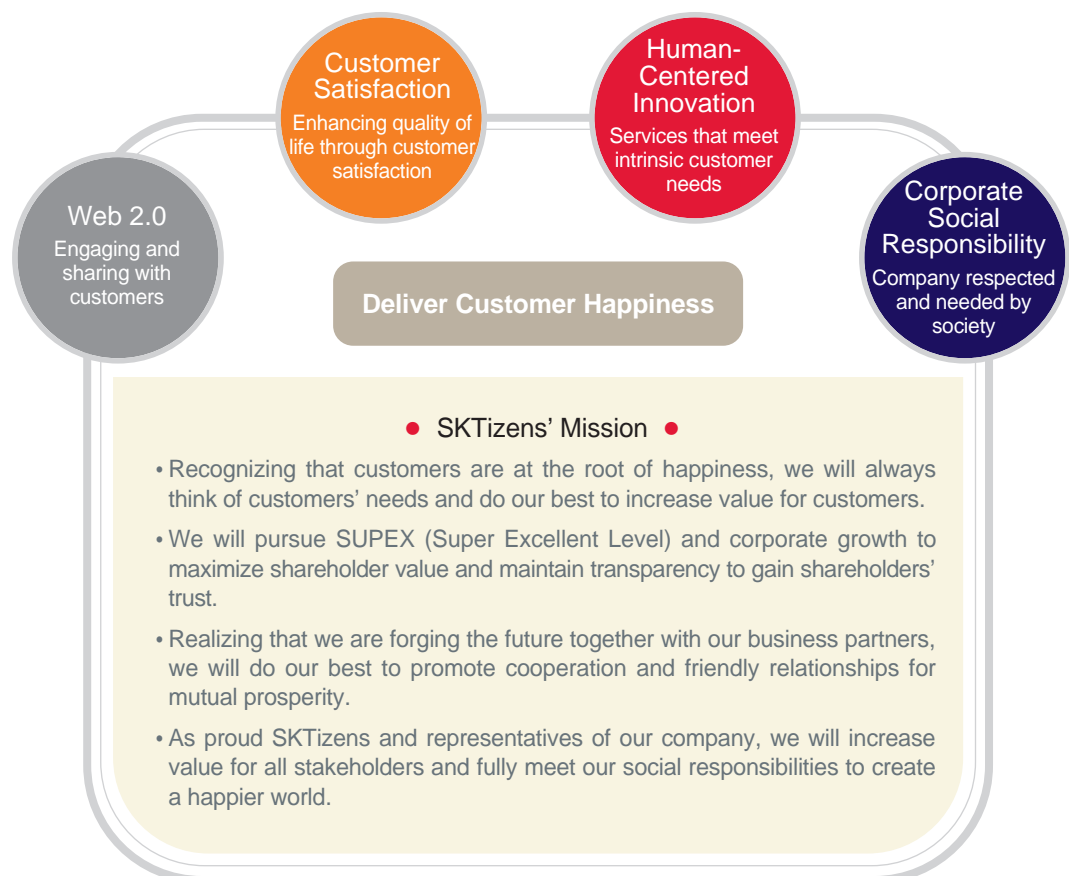 Customer
Satisfaction
Enhancing quality of
life through customer
satisfaction
Human-
Centered
Innovation
Services that meet
intrinsic customer
needs
Web 2.0
Engaging and
sharing with
customers
Corporate
Social
Responsibility
Company respected
and needed by
society
Deliver Customer Happiness
• SKTizens’ Mission •
• Recognizing that customers are at the root of happiness, we will always
think of customers’ needs and do our best to increase value for customers.
• We will pursue SUPEX (Super Excellent Level) and corporate growth to
maximize shareholder value and maintain transparency to gain shareholders’
trust.
• Realizing that we are forging the future together with our business partners,
we will do our best to promote cooperation and friendly relationships for
mutual prosperity.
• As proud SKTizens and representatives of our company, we will increase
value for all stakeholders and fully meet our social responsibilities to create
a happier world.